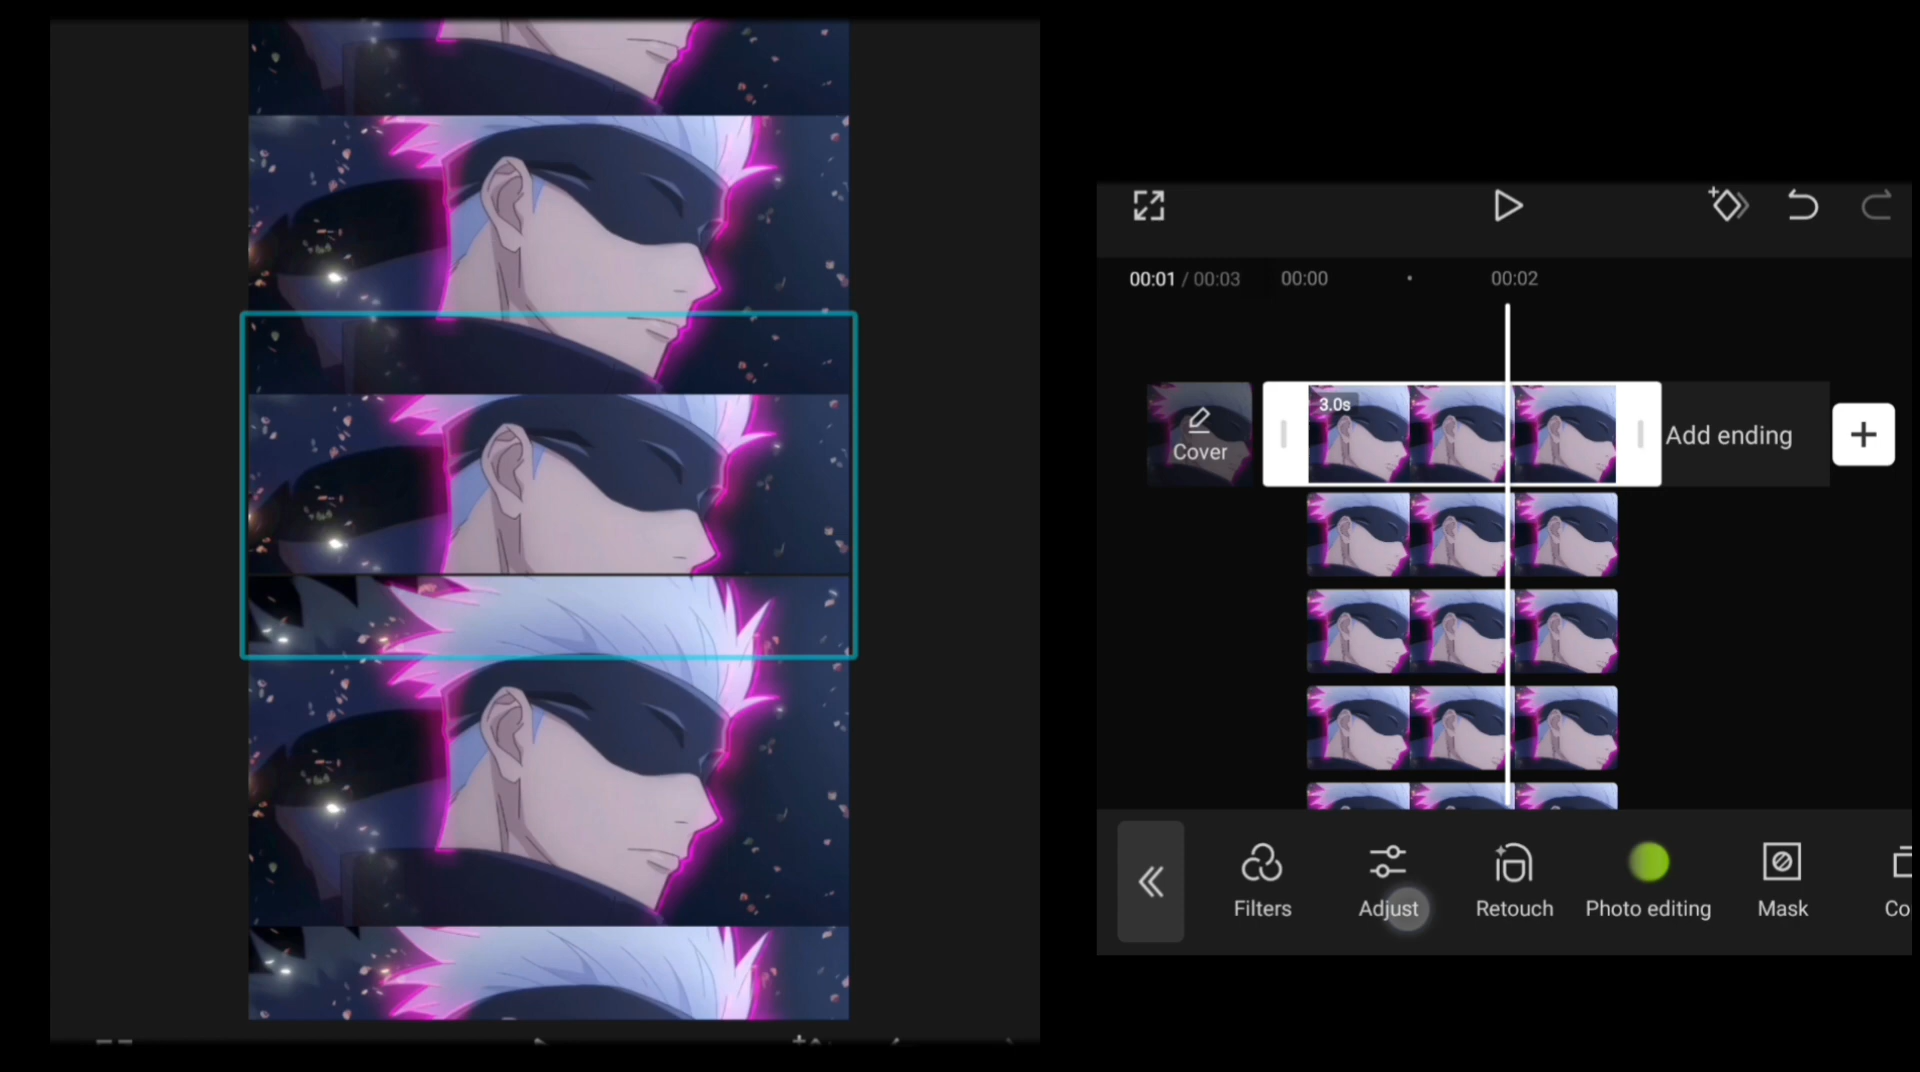 00:01 / 00:03 00:00 00:02
3.0s
Cover
Add ending
Filters Adjust Retouch Photo editing Mask Co